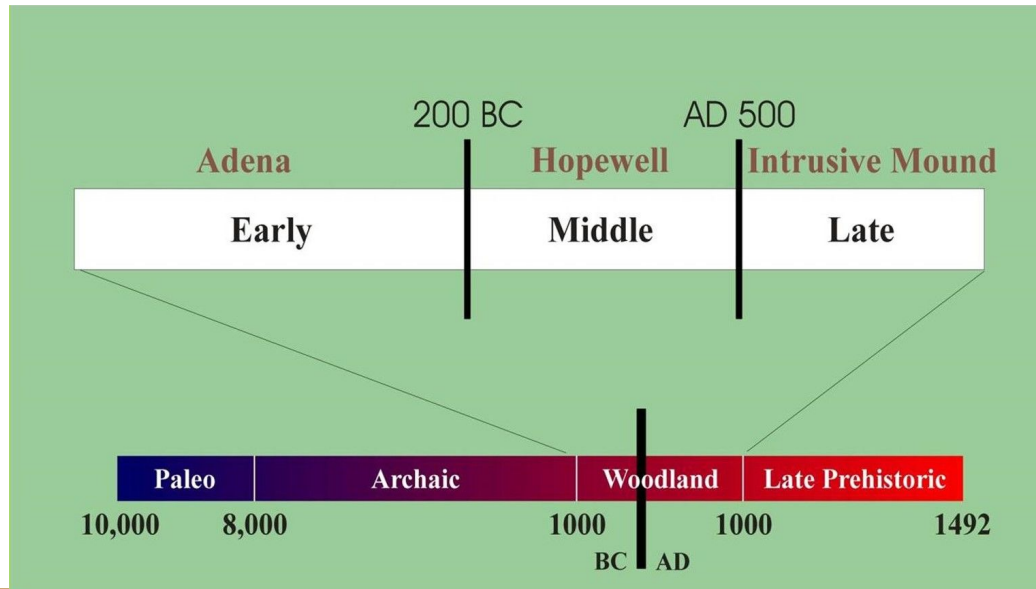 200 BC AD 500
Adena Hopewell Intrusive Mound
Early Middle Late
Paleo Archaic Woodland Late Prehistoric
10,000 8,000 1000 1000 1492
BC AD